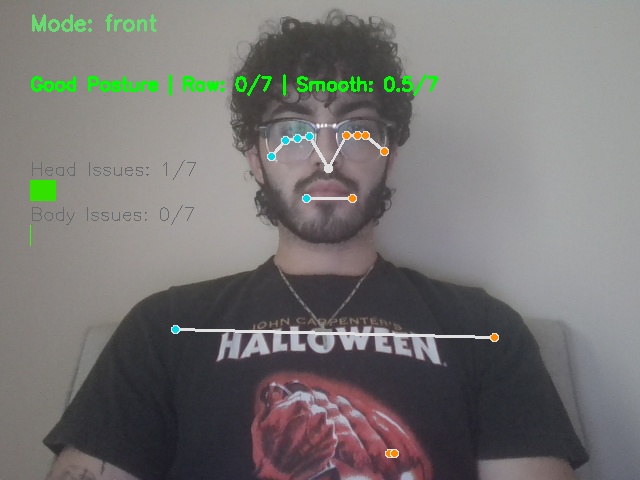 Mode: front
Good Posture | Raw: 0/7 | Smooth: 0.5/7
Head Issues: 1/7
Body Issues: 0/7
JOHN CARPENTER'S
HALLOWEEN